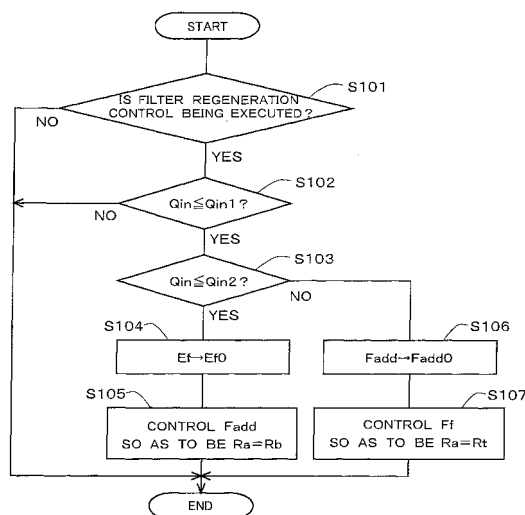 START
S101
IS FILTER REGENERATION
CONTROL BEING EXECUTED?
NO
YES
S102
Qin≦Qin1?
NO
YES
S103
Qin≦Qin2?
NO
YES
S104
Ef→Ef0
S106
Fadd→Fadd0
S105
CONTROL Fadd
SO AS TO BE Ra=Rb
S107
CONTROL Ff
SO AS TO BE Ra=Rt
END